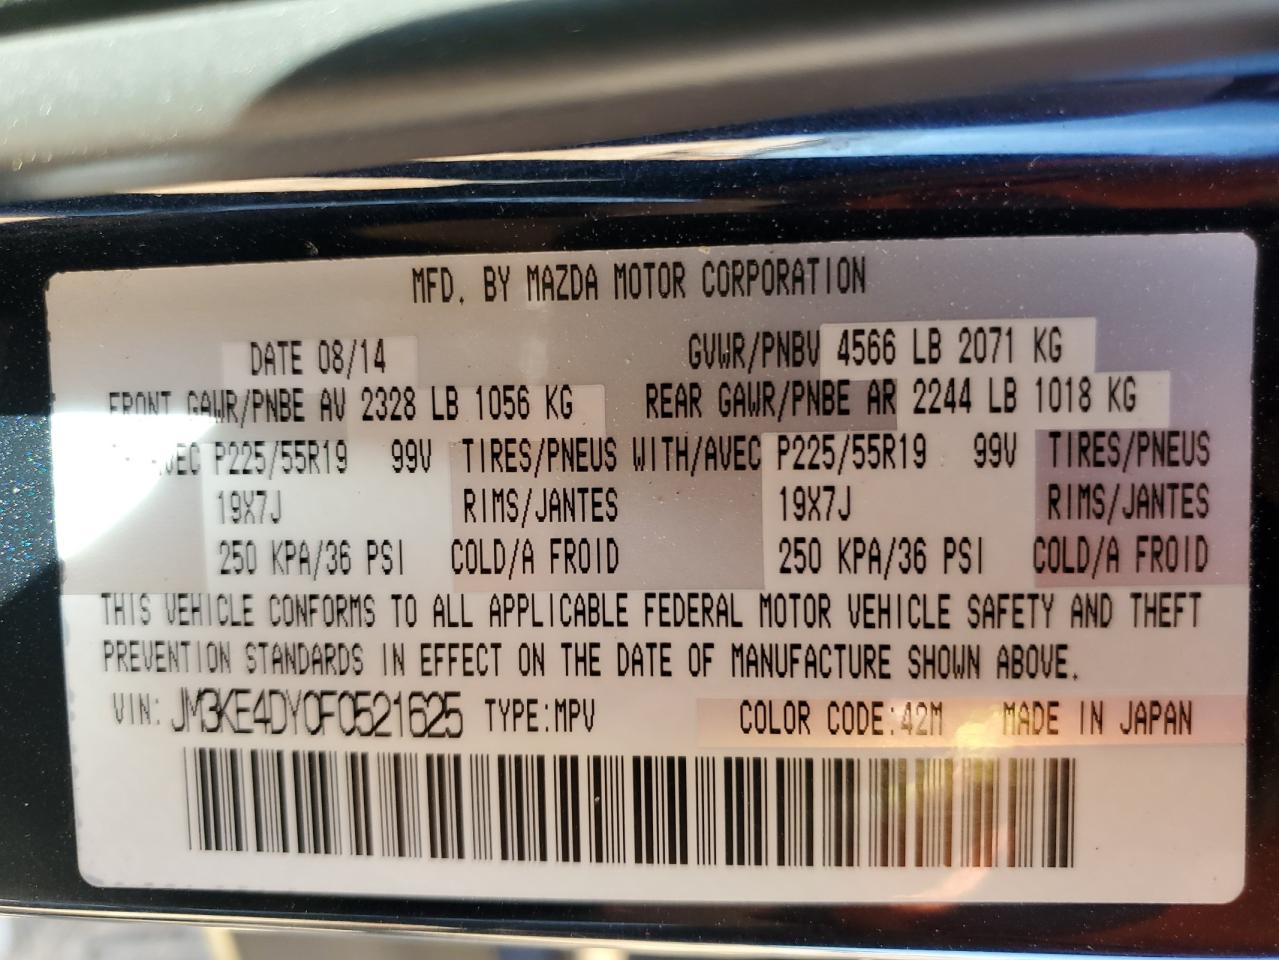 MFD. BY MAZDA MOTOR CORPORATION
DATE 08/14 GVWR/PNBV 4566 LB 2071 KG
FRONT GAWR/PNBE AV 2328 LB 1056 KG REAR GAWR/PNBE AR 2244 LB 1018 KG
AVEC P225/55R19 99V TIRES/PNEUS WITH/AVEC P225/55R19 99V TIRES/PNEUS
19X7J RIMS/JANTES 19X7J RIMS/JANTES
250 KPA/36 PSI COLD/A FROID 250 KPA/36 PSI COLD/A FROID
THIS VEHICLE CONFORMS TO ALL APPLICABLE FEDERAL MOTOR VEHICLE SAFETY AND THEFT
PREVENTION STANDARDS IN EFFECT ON THE DATE OF MANUFACTURE SHOWN ABOVE.
VIN: JM3KE4DY0F0521625 TYPE:MPV COLOR CODE:42M MADE IN JAPAN